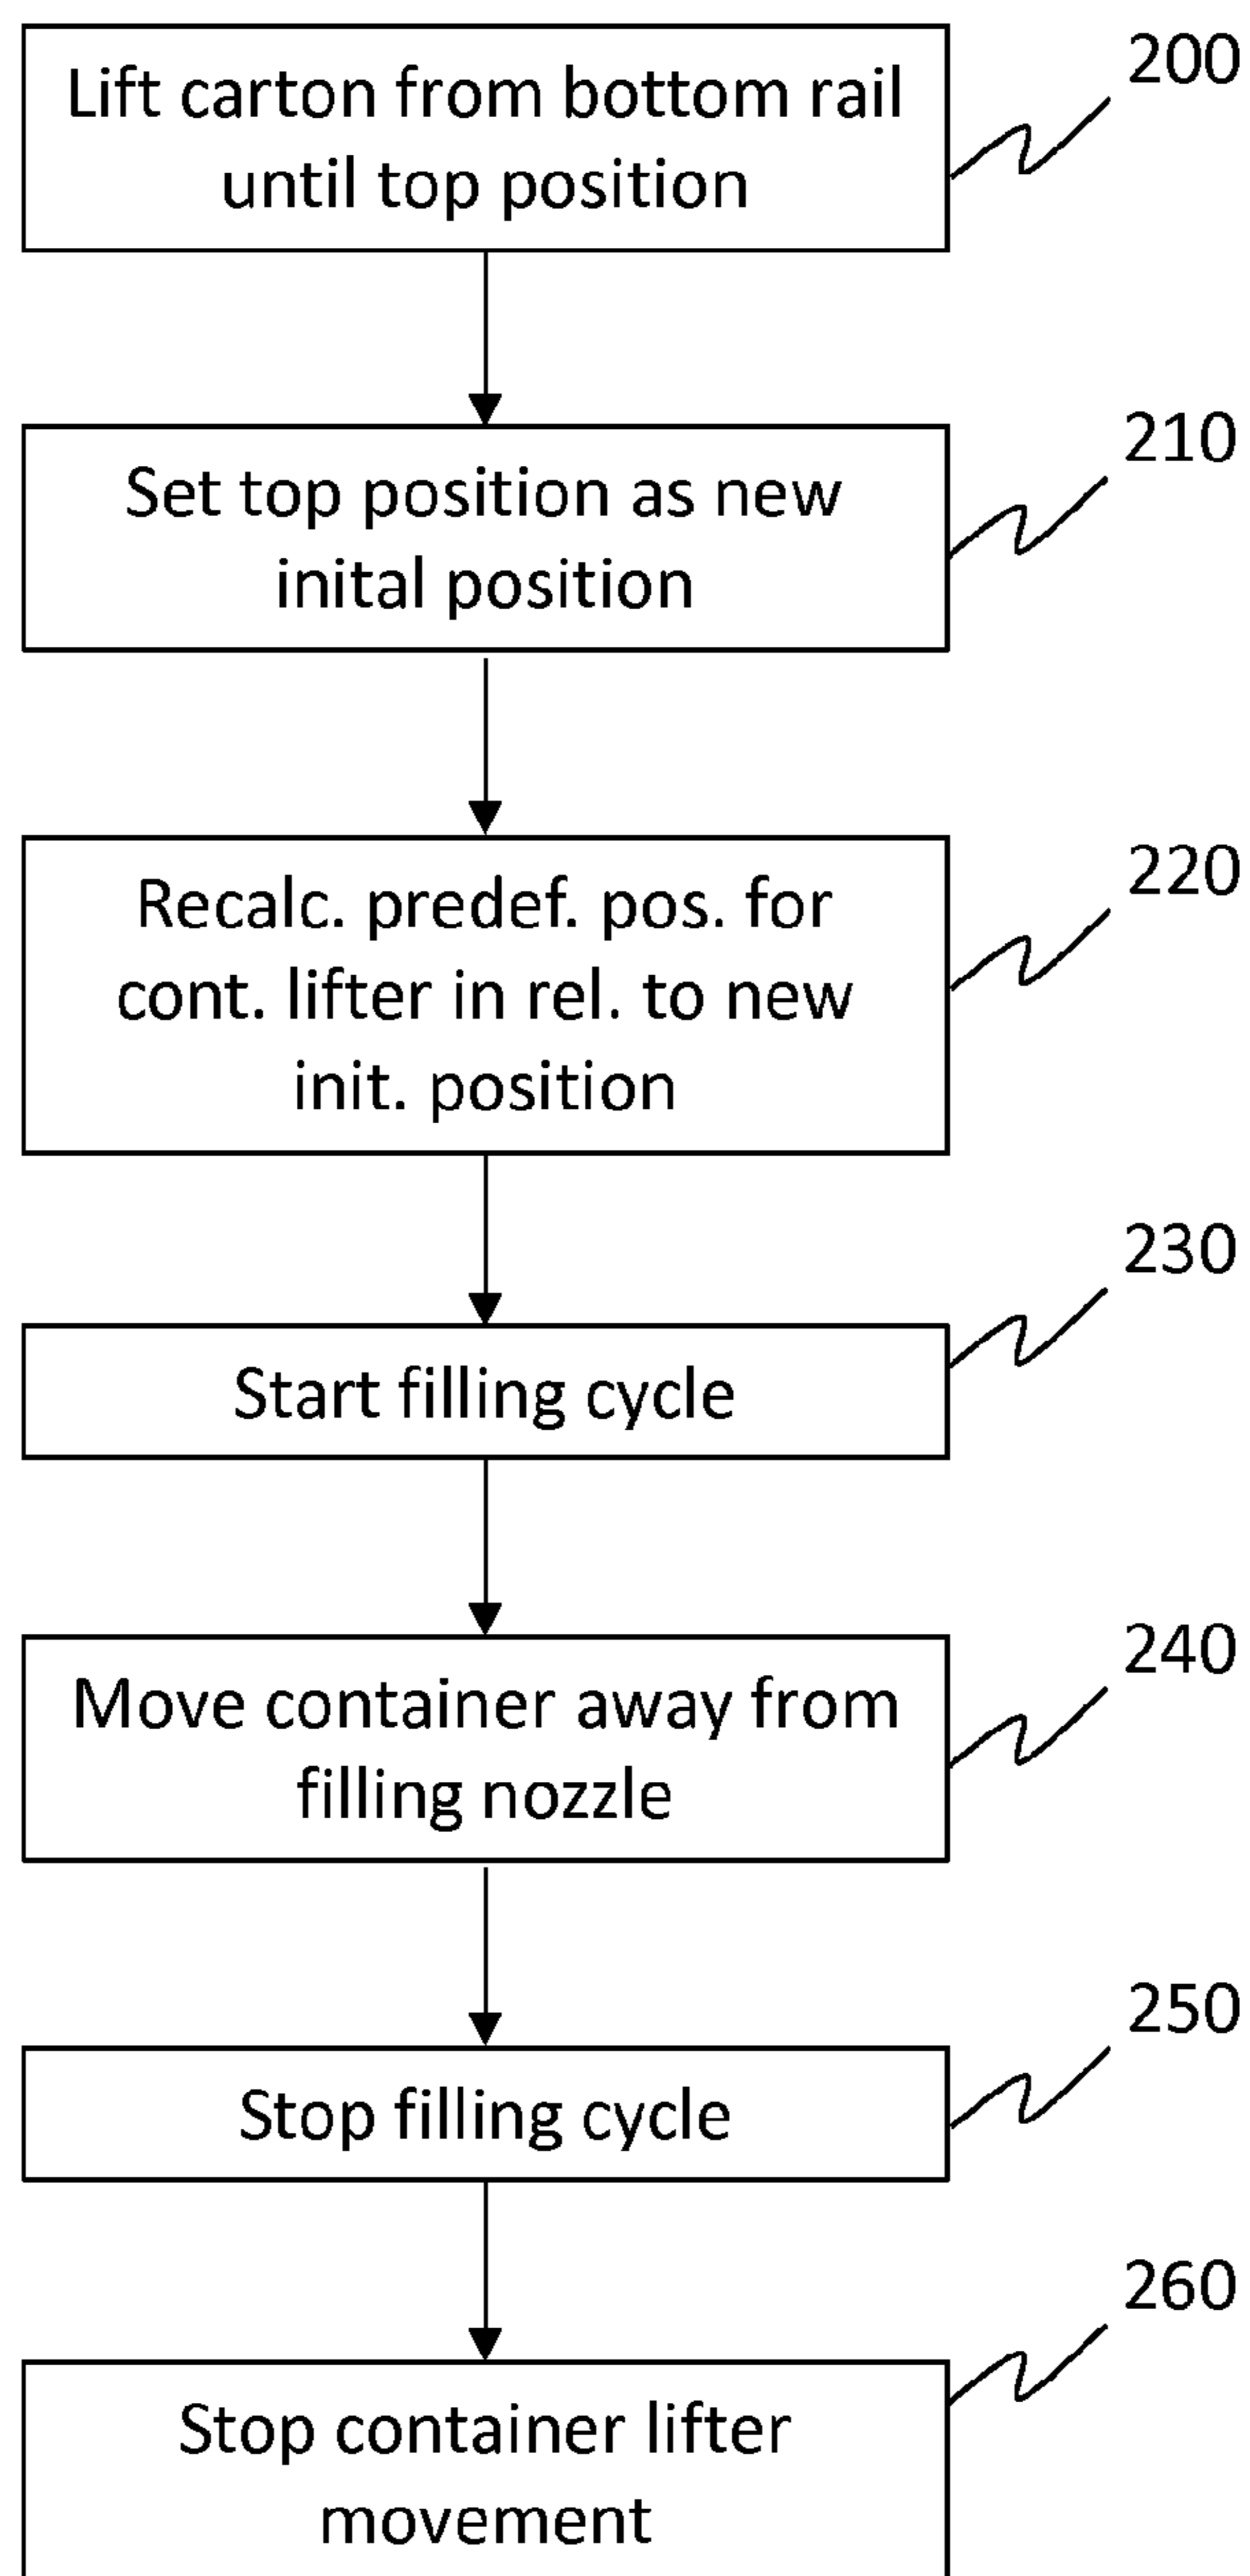 Lift carton from bottom rail
until top position
200
Set top position as new
inital position
210
Recalc. predef. pos. for
cont. lifter in rel. to new
init. position
220
Start filling cycle
230
Move container away from
filling nozzle
240
Stop filling cycle
250
Stop container lifter
movement
260